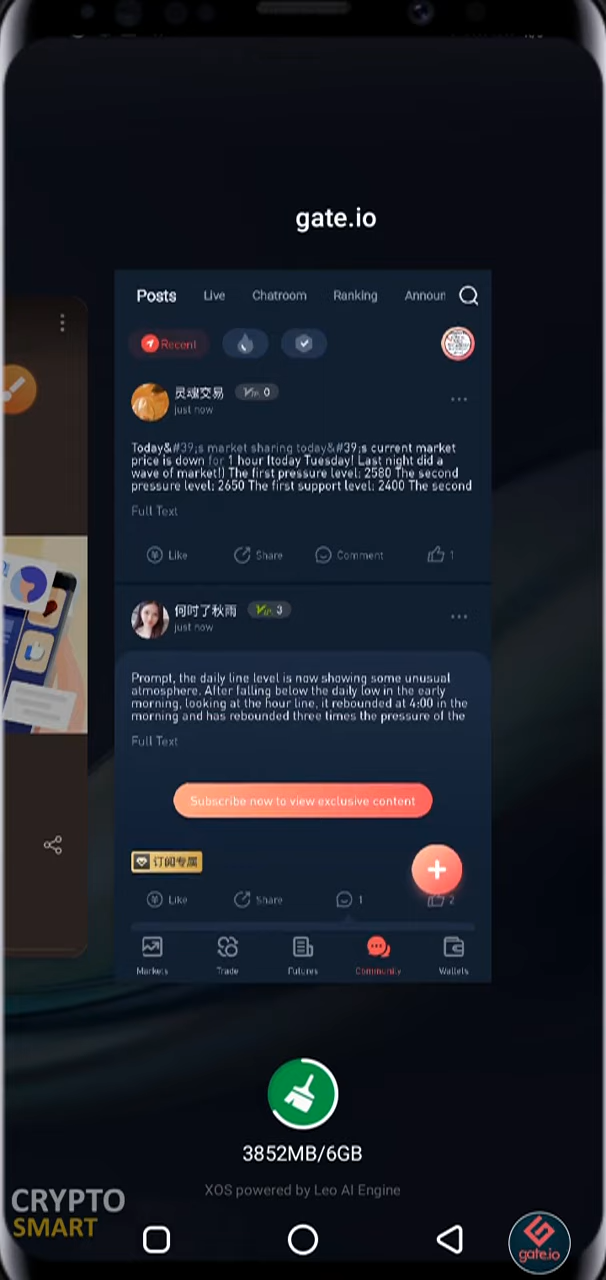 gate.io
Posts Live Chatroom Ranking Announ
Recent
灵魂交易 Vip 0
just now
Today&#39;s market sharing today&#39;s current market
price is down for 1 hour (today Tuesday! Last night did a
wave of market!) The first pressure level: 2580 The second
pressure level: 2650 The first support level: 2400 The second
Full Text
Like Share Comment 1
何时了秋雨 Vip 3
just now
Prompt, the daily line level is now showing some unusual
atmosphere. After falling below the daily low in the early
morning, looking at the hour line, it rebounded at 4:00 in the
morning and has rebounded three times the pressure of the
Full Text
Subscribe now to view exclusive content
订阅专属
Like Share 1 2
Markets Trade Futures Community Wallets
3852MB/6GB
XOS powered by Leo AI Engine
CRYPTO
SMART
gate.io